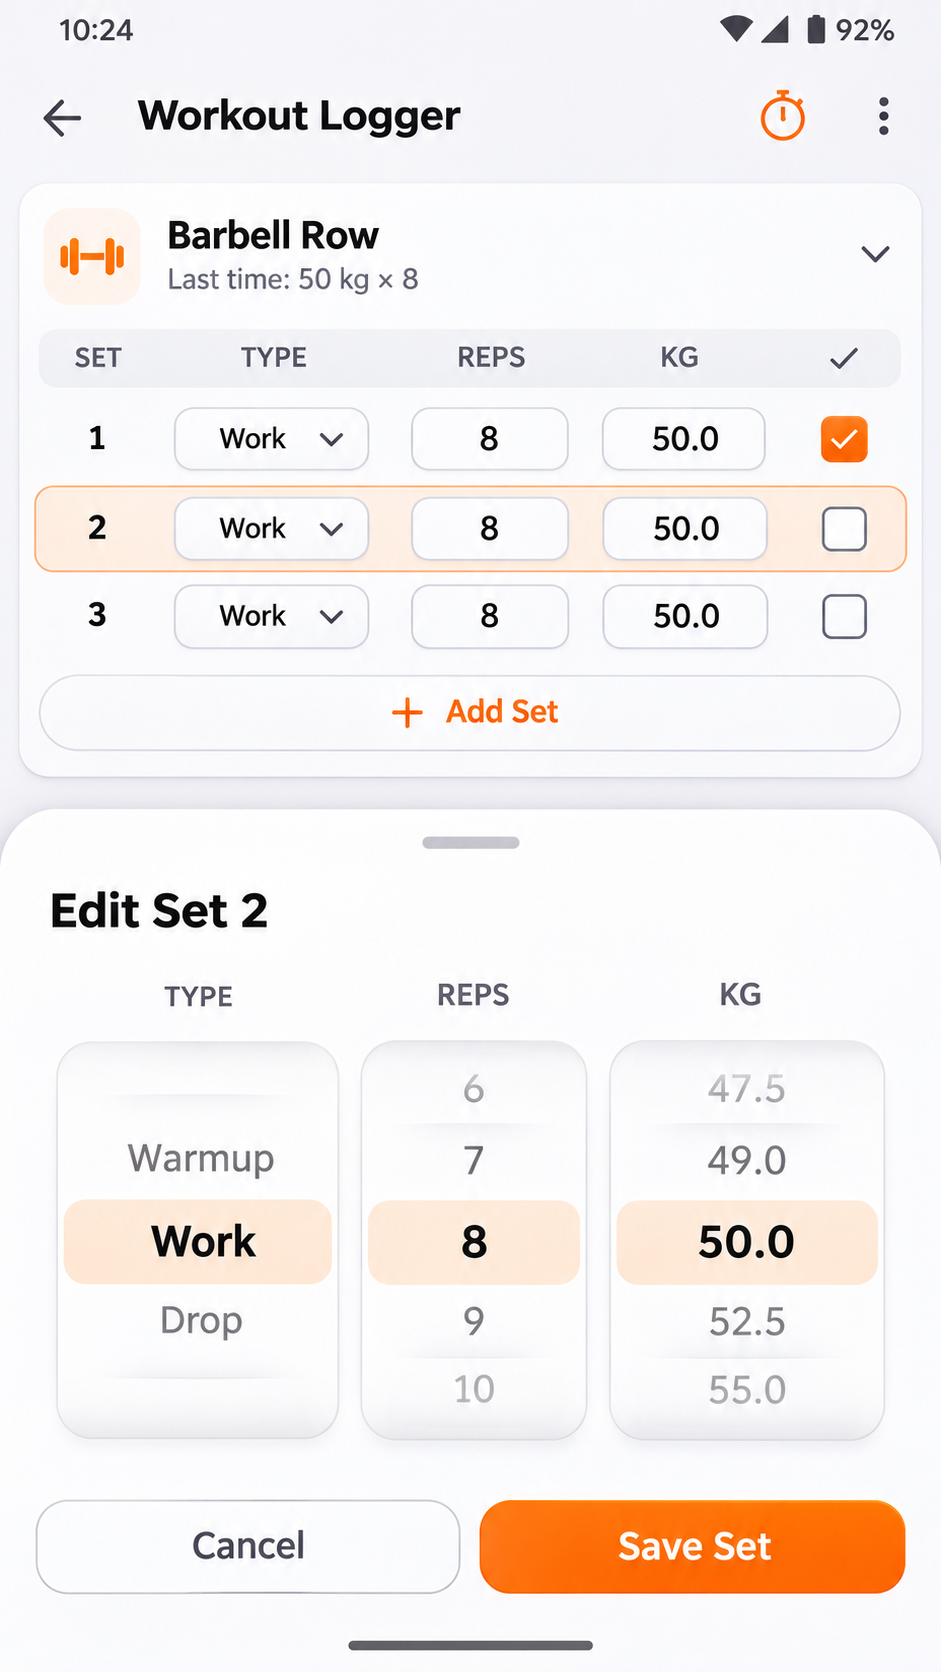 10:24 92%
Workout Logger
Barbell Row
Last time: 50 kg × 8
SET TYPE REPS KG
1 Work 8 50.0
2 Work 8 50.0
3 Work 8 50.0
+ Add Set
Edit Set 2
TYPE REPS KG
6 47.5
Warmup 7 49.0
Work 8 50.0
Drop 9 52.5
10 55.0
Cancel Save Set